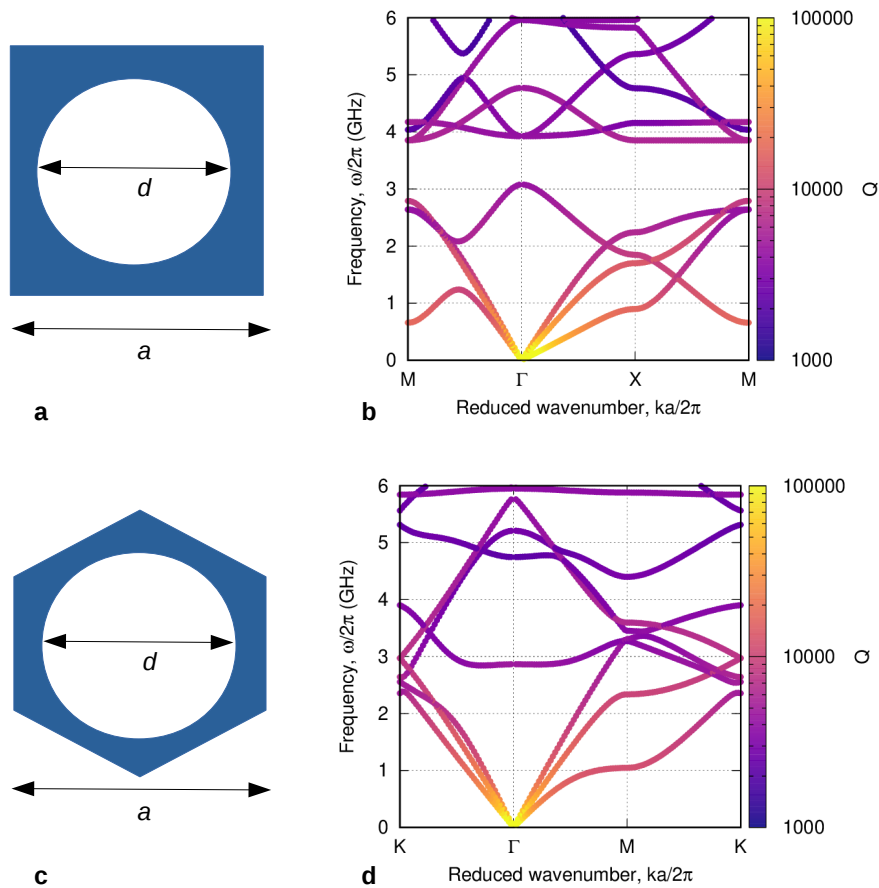 d
a
a
6
5
4
3
2
1
0
Frequency, ω/2π (GHz)
M Γ X M
Reduced wavenumber, ka/2π
100000
10000
1000
Q
b
d
a
c
6
5
4
3
2
1
0
Frequency, ω/2π (GHz)
K Γ M K
Reduced wavenumber, ka/2π
100000
10000
1000
Q
d